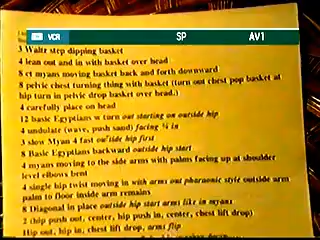 VCR SP AV1
3 Waltz step dipping basket
4 lean out and in with basket over head
8 ct myans moving basket back and forth downward
8 pelvic chest turning thing with basket (turn out chest pop basket at
hip turn in pelvic drop basket over head.)
4 carefully place on head
12 basic Egyptians w turn out starting on outside hip
4 undulate (wave, push sand) facing ¼ in
3 slow Myan 4 fast outside hip first
8 Basic Egyptians backward outside hip start
4 myans moving to the side arms with palms facing up at shoulder
level elbows bent
4 single hip twist moving in with arms out pharaonic style outside arm
palm to floor inside arm remains
8 Diagonal in place outside hip start arms like in myans
2 (hip push out, center, hip push in, center, chest lift drop)
Hip out, hip in, chest lift drop, arms flip